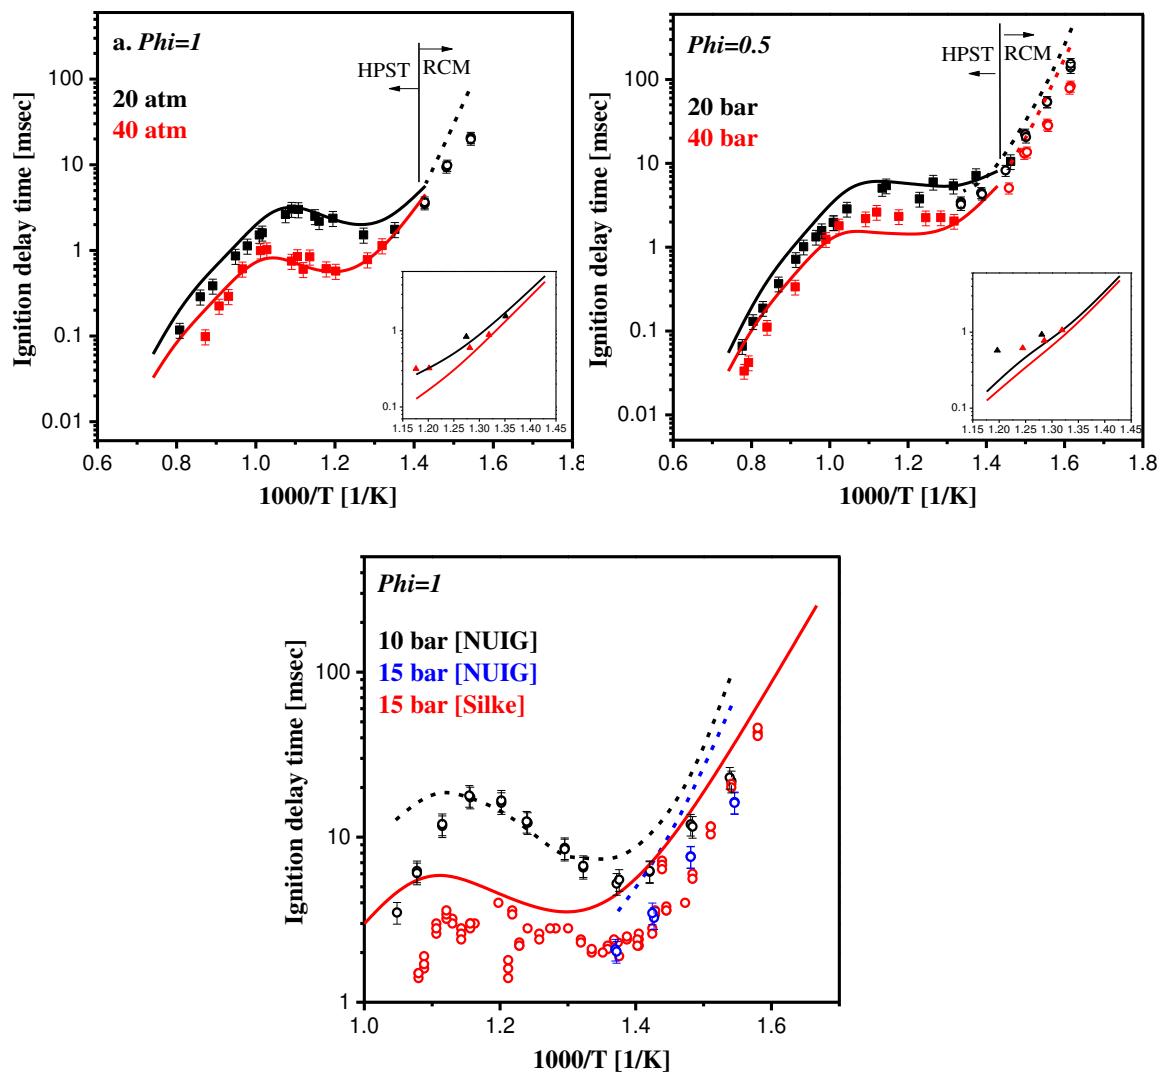 a. Phi=1
HPST
RCM
20 atm
40 atm
Ignition delay time [msec]
100
10
1
0.1
0.01
0.6
0.8
1.0
1.2
1.4
1.6
1.8
1000/T [1/K]
1
0.1
1.15
1.20
1.25
1.30
1.35
1.40
1.45
Phi=0.5
HPST
RCM
20 bar
40 bar
Ignition delay time [msec]
100
10
1
0.1
0.01
0.6
0.8
1.0
1.2
1.4
1.6
1.8
1000/T [1/K]
1
0.1
1.15
1.20
1.25
1.30
1.35
1.40
1.45
Phi=1
10 bar [NUIG]
15 bar [NUIG]
15 bar [Silke]
Ignition delay time [msec]
100
10
1
1.0
1.2
1.4
1.6
1000/T [1/K]